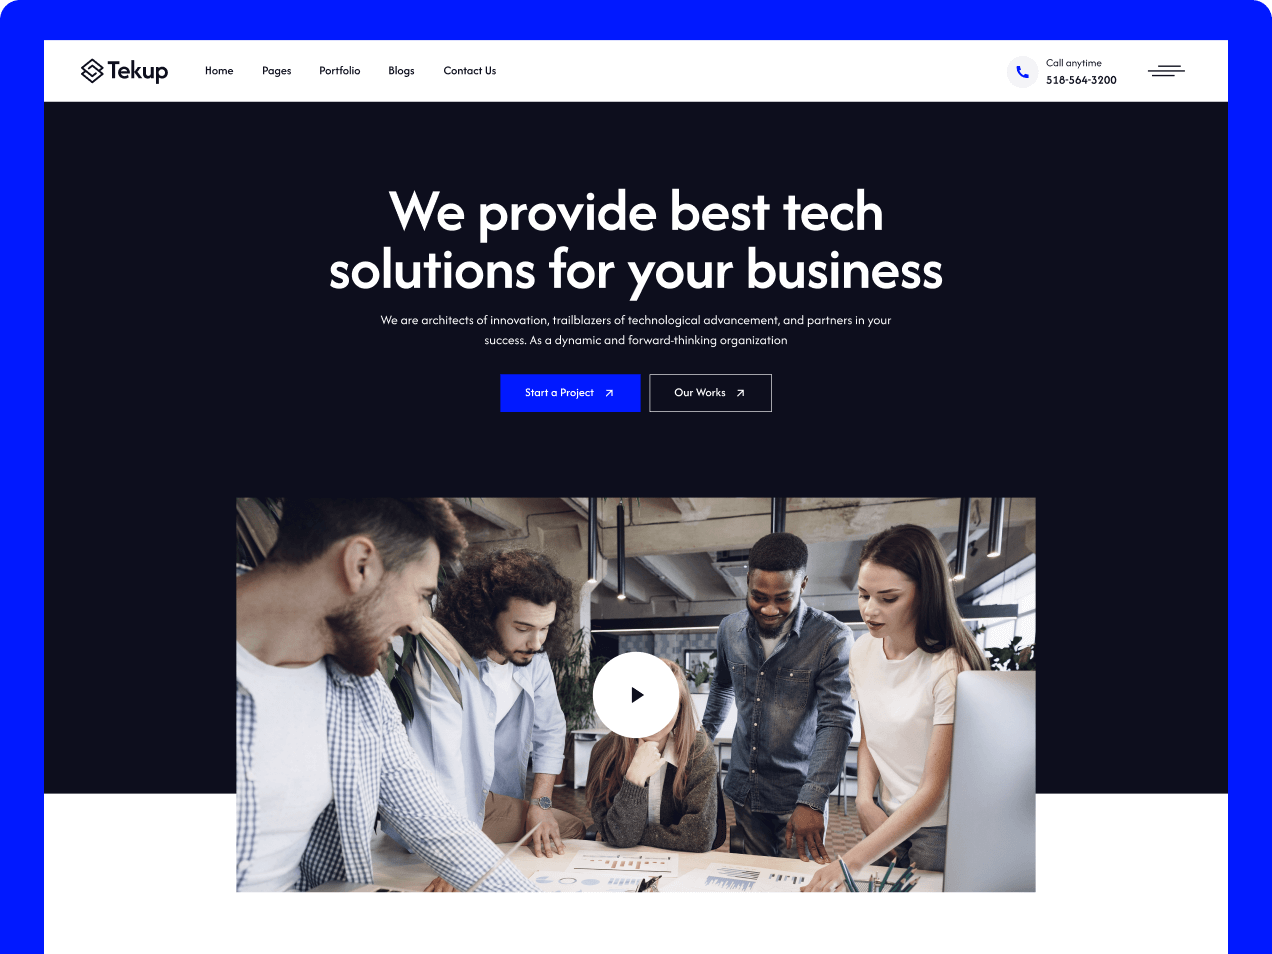 Tekup
Home
Pages
Portfolio
Blogs
Contact Us
Call anytime
518-564-3200
We provide best tech
solutions for your business
We are architects of innovation, trailblazers of technological advancement, and partners in your
success. As a dynamic and forward-thinking organization
Start a Project
Our Works